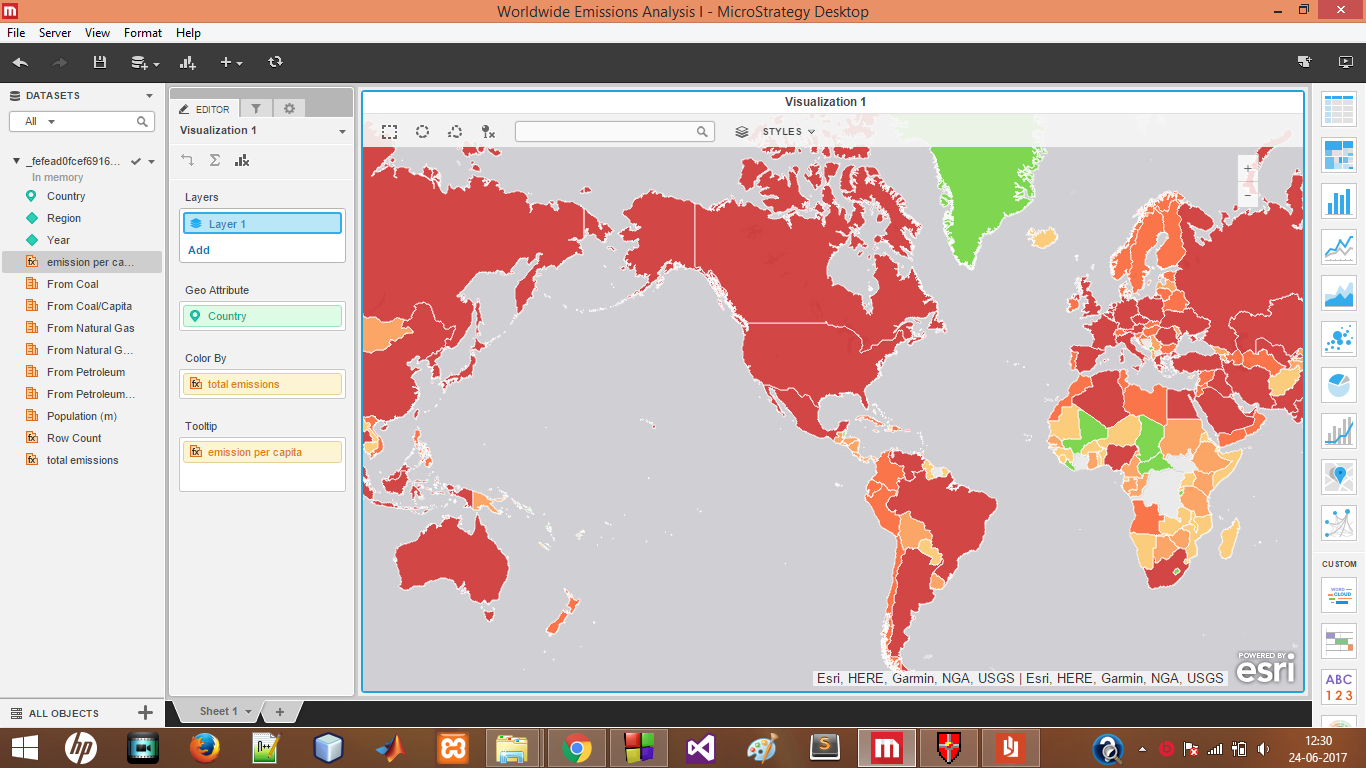 Worldwide Emissions Analysis I - MicroStrategy Desktop
File Server View Format Help
DATASETS
All
_fefead0fcef6916...
In memory
Country
Region
Year
emission per ca...
From Coal
From Coal/Capita
From Natural Gas
From Natural G...
From Petroleum
From Petroleum...
Population (m)
Row Count
total emissions
ALL OBJECTS
EDITOR
Visualization 1
Layers
Layer 1
Add
Geo Attribute
Country
Color By
total emissions
Tooltip
emission per capita
Visualization 1
STYLES
+
−
POWERED BY
esri
Esri, HERE, Garmin, NGA, USGS | Esri, HERE, Garmin, NGA, USGS
Sheet 1
CUSTOM
WORD
CLOUD
ABC
123
hp
12:30
24-06-2017